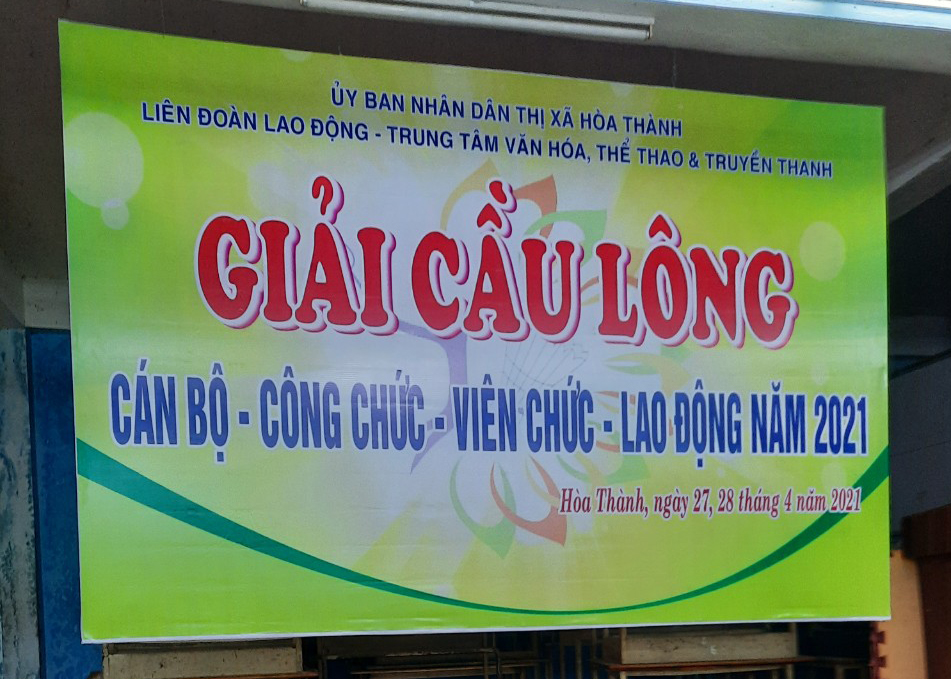 ỦY BAN NHÂN DÂN THỊ XÃ HÒA THÀNH
LIÊN ĐOÀN LAO ĐỘNG - TRUNG TÂM VĂN HÓA, THỂ THAO & TRUYỀN THANH
GIẢI CẦU LÔNG
CÁN BỘ - CÔNG CHỨC - VIÊN CHỨC - LAO ĐỘNG NĂM 2021
Hòa Thành, ngày 27, 28 tháng 4 năm 2021